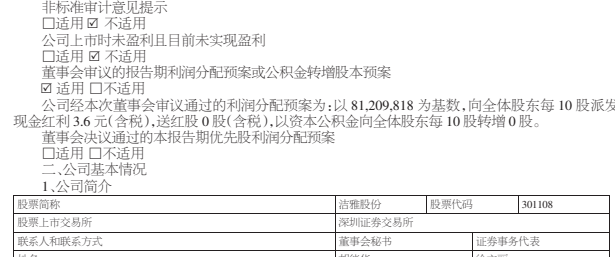 非标准审计意见提示
□适用 ☑ 不适用
公司上市时未盈利且目前未实现盈利
□适用 ☑ 不适用
董事会审议的报告期利润分配预案或公积金转增股本预案
☑ 适用 □不适用
公司经本次董事会审议通过的利润分配预案为：以 81,209,818 为基数，向全体股东每 10 股派发
现金红利 3.6 元（含税），送红股 0 股（含税），以资本公积金向全体股东每 10 股转增 0 股。
董事会决议通过的本报告期优先股利润分配预案
□适用 □不适用
二、公司基本情况
1、公司简介
股票简称 洁雅股份 股票代码 301108
股票上市交易所 深圳证券交易所
联系人和联系方式 董事会秘书 证券事务代表